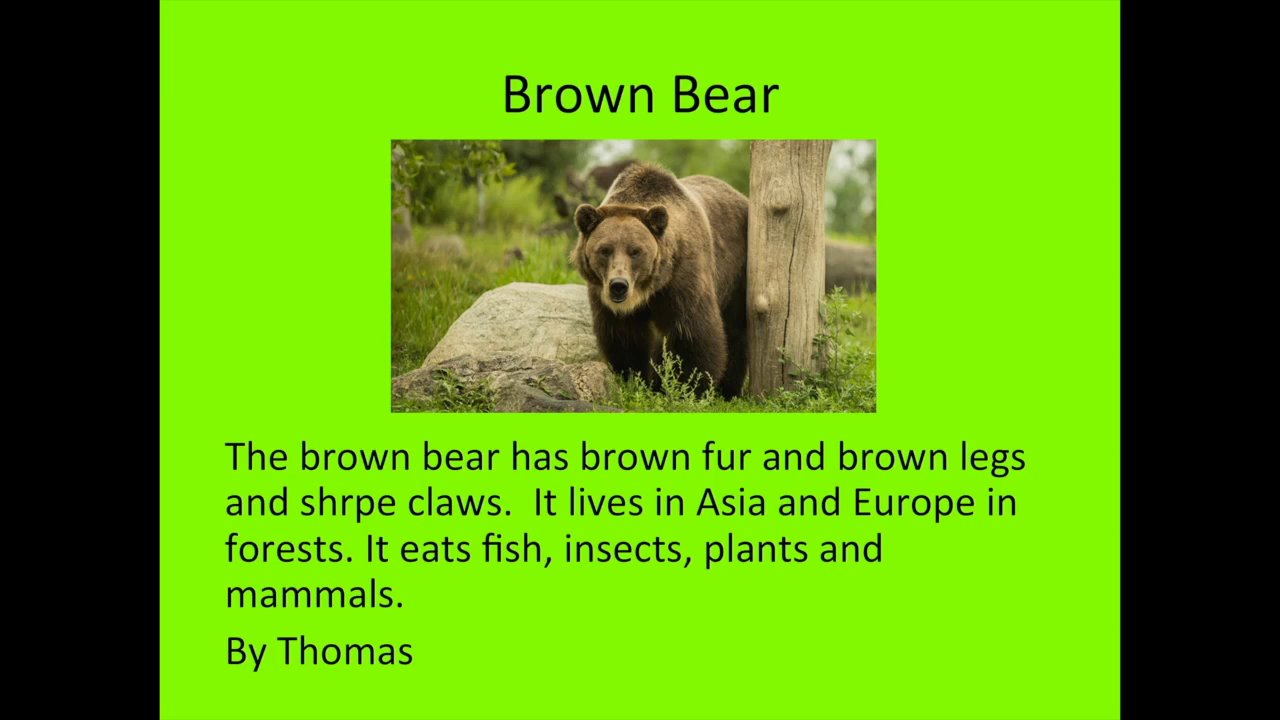 Brown Bear
The brown bear has brown fur and brown legs
and shrpe claws.  It lives in Asia and Europe in
forests. It eats fish, insects, plants and
mammals.
By Thomas